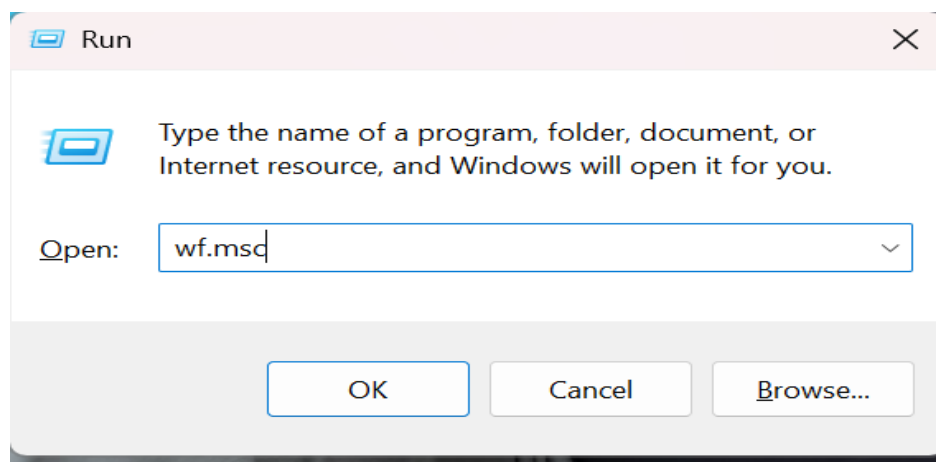 Run
Type the name of a program, folder, document, or
Internet resource, and Windows will open it for you.
Open: wf.msc
OK Cancel Browse...